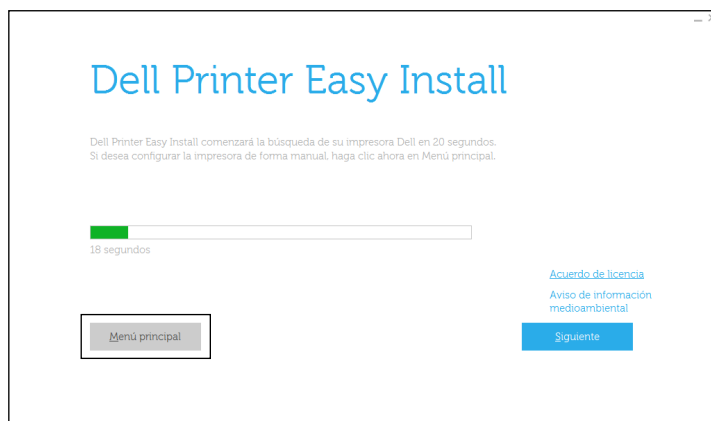 Dell Printer Easy Install
Dell Printer Easy Install comenzará la búsqueda de su impresora Dell en 20 segundos.
Si desea configurar la impresora de forma manual, haga clic ahora en Menú principal.
18 segundos
Acuerdo de licencia
Aviso de información
medioambiental
Menú principal
Siguiente